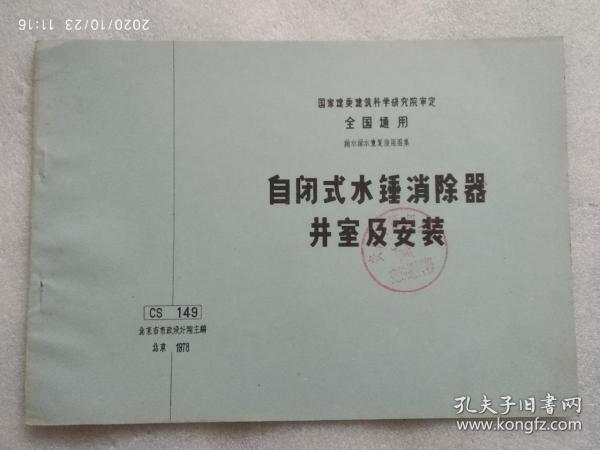 2020/10/23 11:16
国家建委建筑科学研究院审定
全国通用
给水排水重复使用图集
自闭式水锤消除器
井室及安装
CS 149
北京市市政设计院主编
北京 1978
孔夫子旧书网
www.kongfz.com